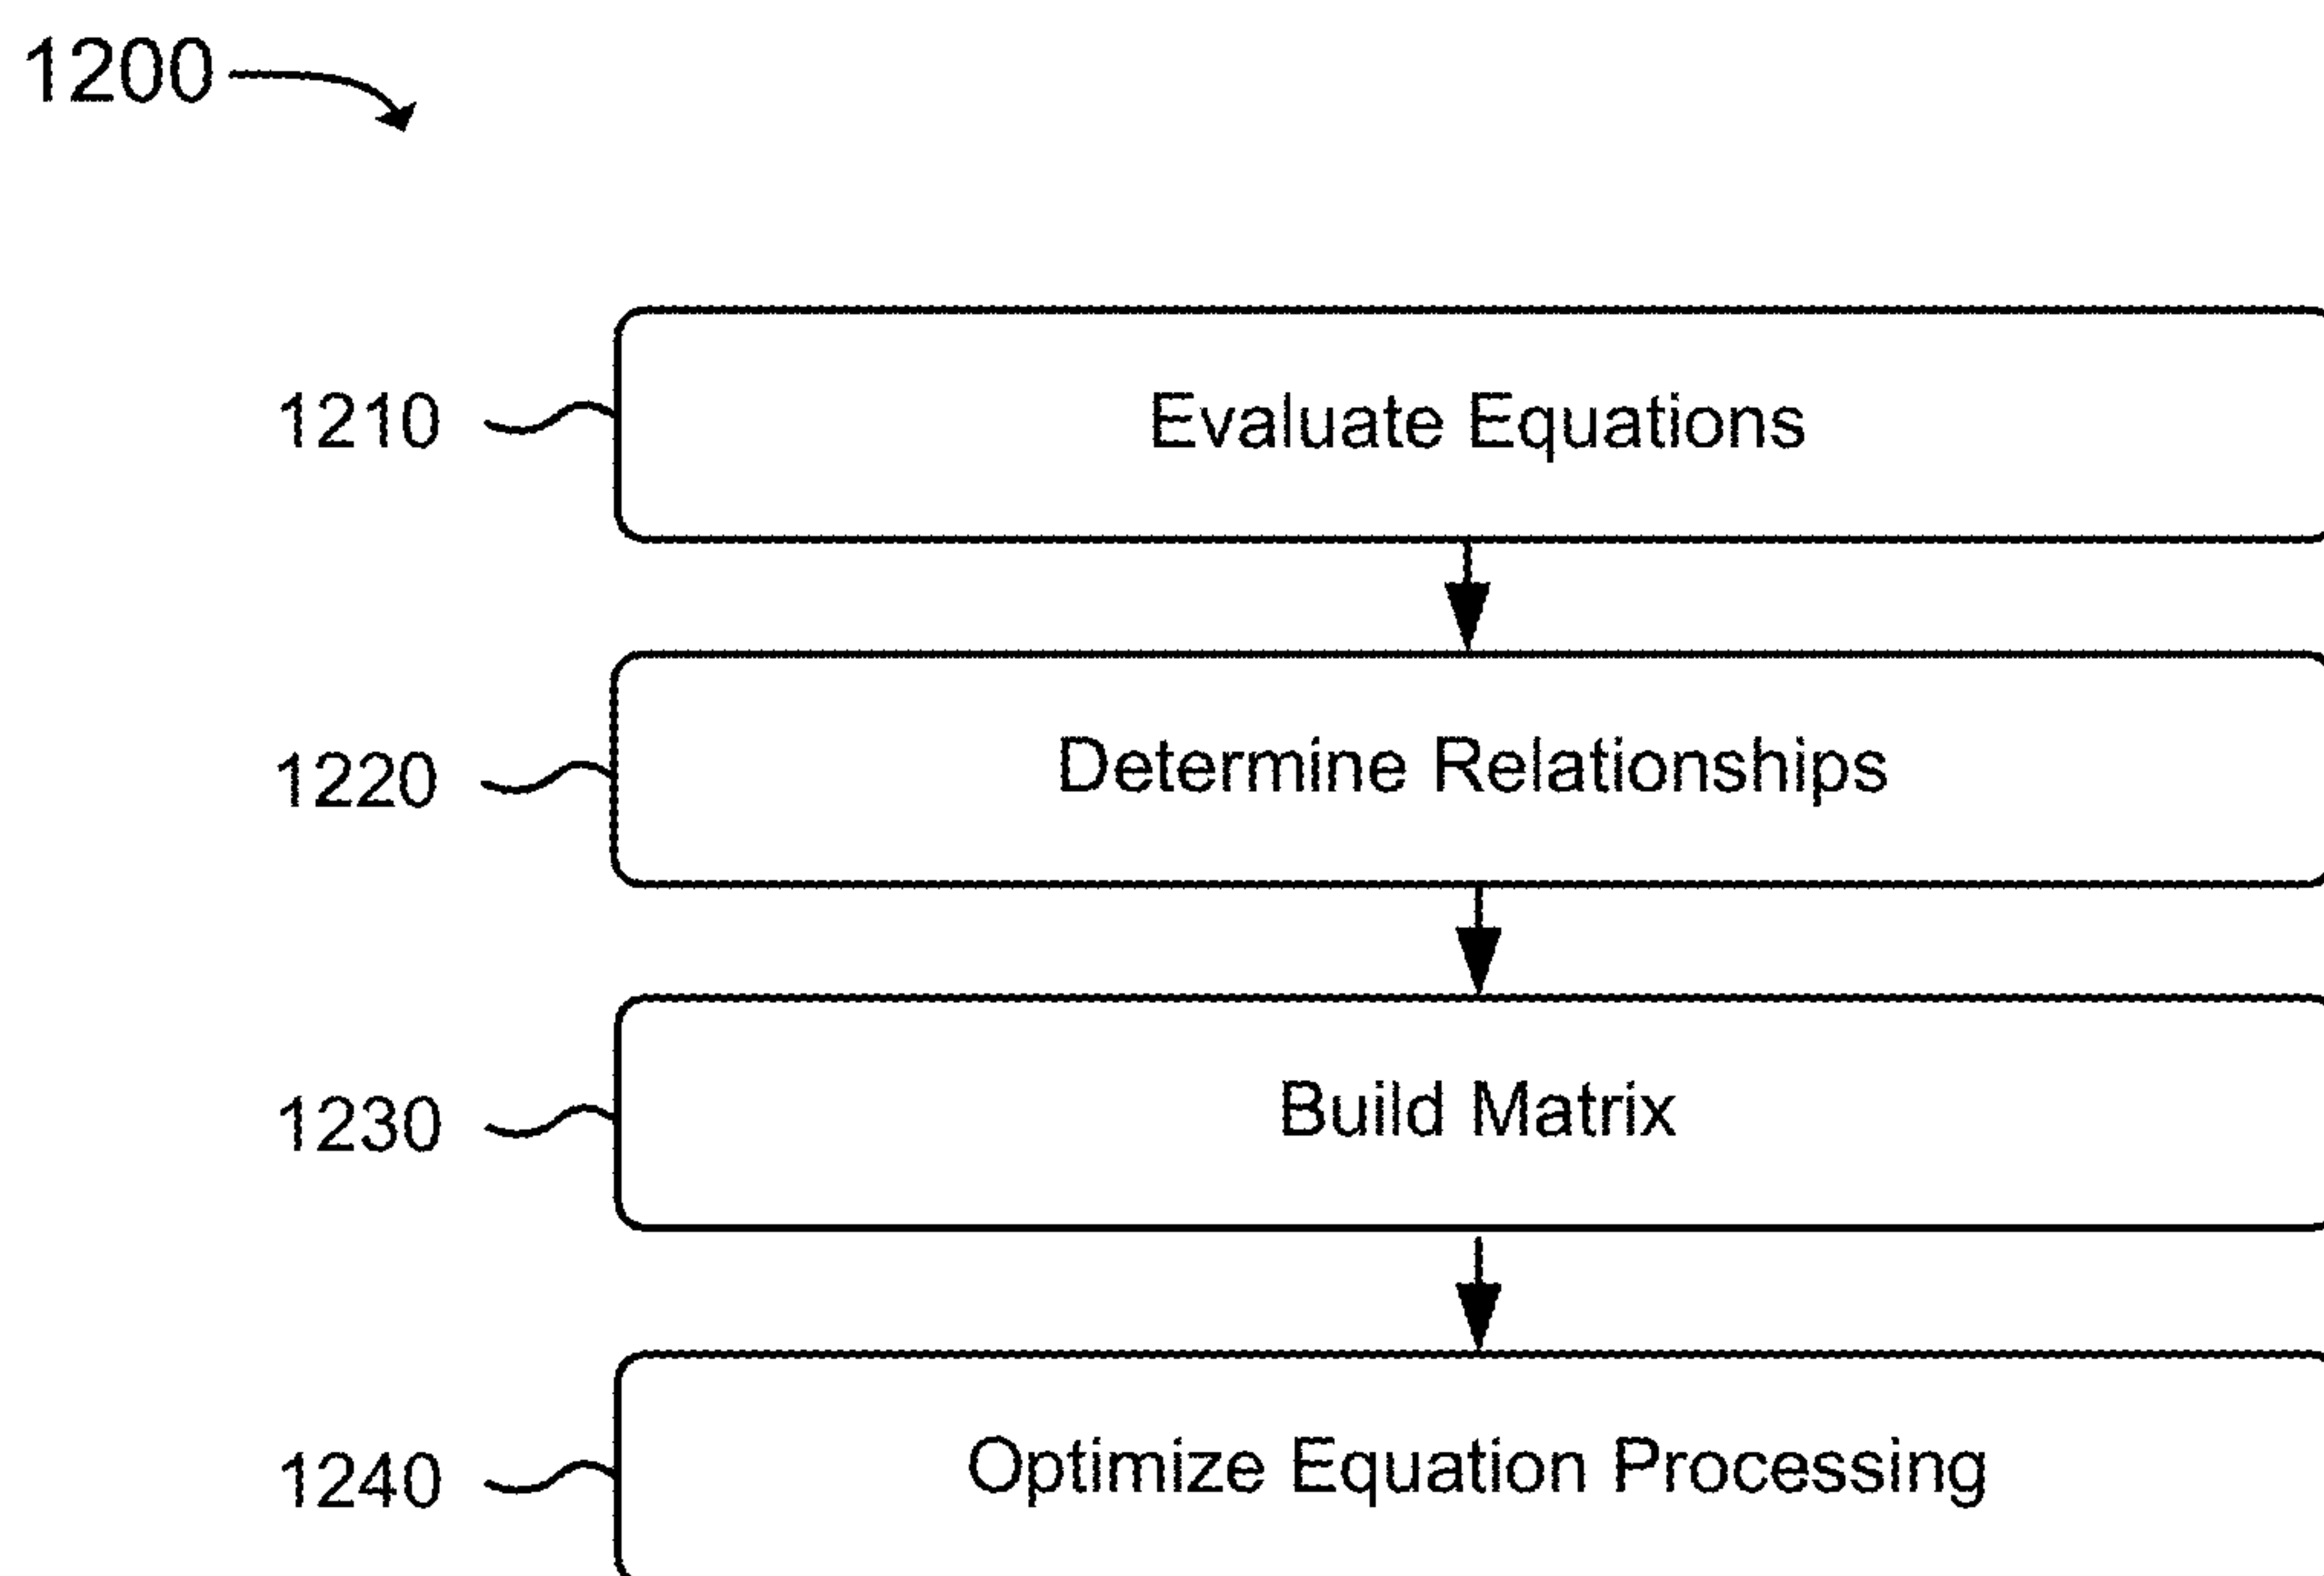 1200
1210 Evaluate Equations
1220 Determine Relationships
1230 Build Matrix
1240 Optimize Equation Processing